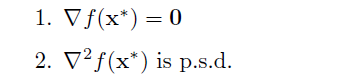 1. ∇f(x*) = 0
2. ∇²f(x*) is p.s.d.